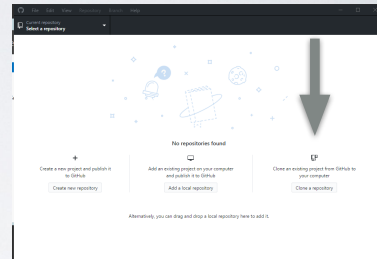 File Edit View Repository Branch Help
Current repository
Select a repository
No repositories found
Create a new project and publish it
to GitHub
Create new repository
Add an existing project on your computer
and publish it to GitHub
Add a local repository
Clone an existing project from GitHub to
your computer
Clone a repository
Alternatively, you can drag and drop a local repository here to add it.